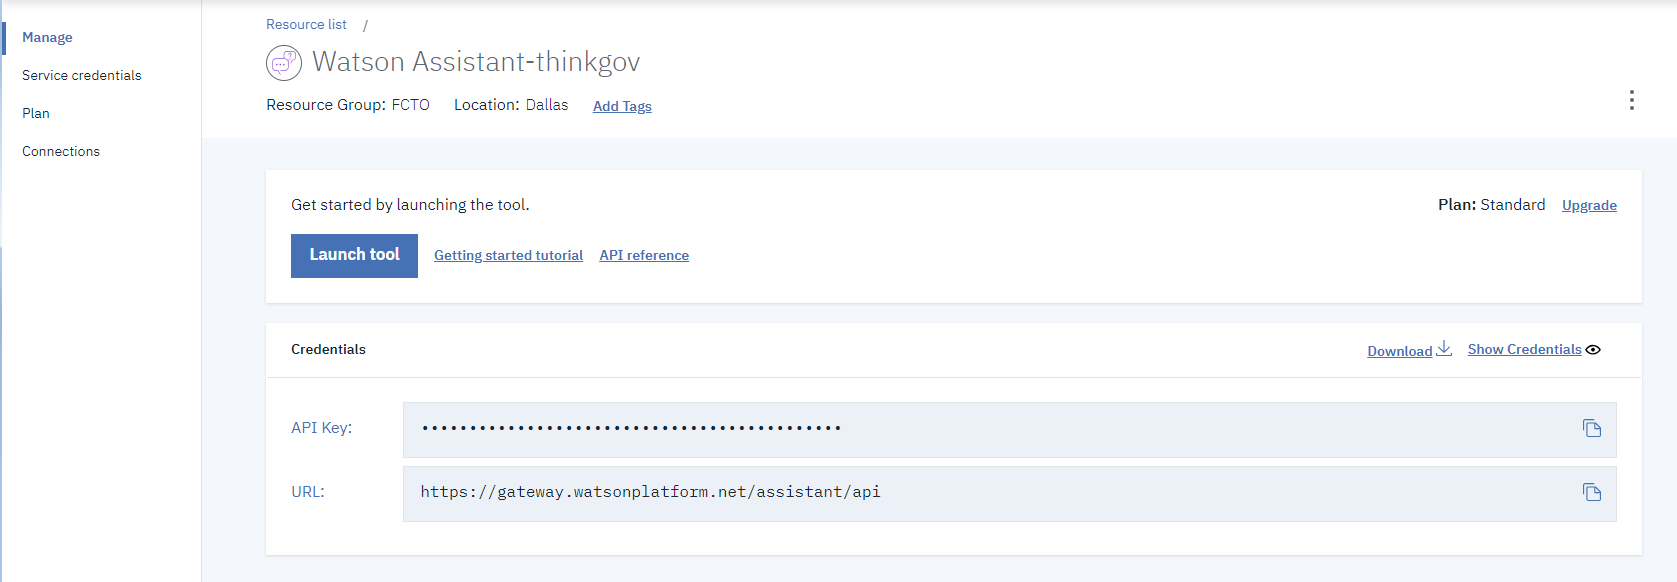 Manage
Service credentials
Plan
Connections
Resource list /
Watson Assistant-thinkgov
Resource Group: FCTO Location: Dallas Add Tags
Get started by launching the tool.
Plan: Standard Upgrade
Launch tool Getting started tutorial API reference
Credentials
Download Show Credentials
API Key: ••••••••••••••••••••••••••••••••••••••••••••
URL: https://gateway.watsonplatform.net/assistant/api